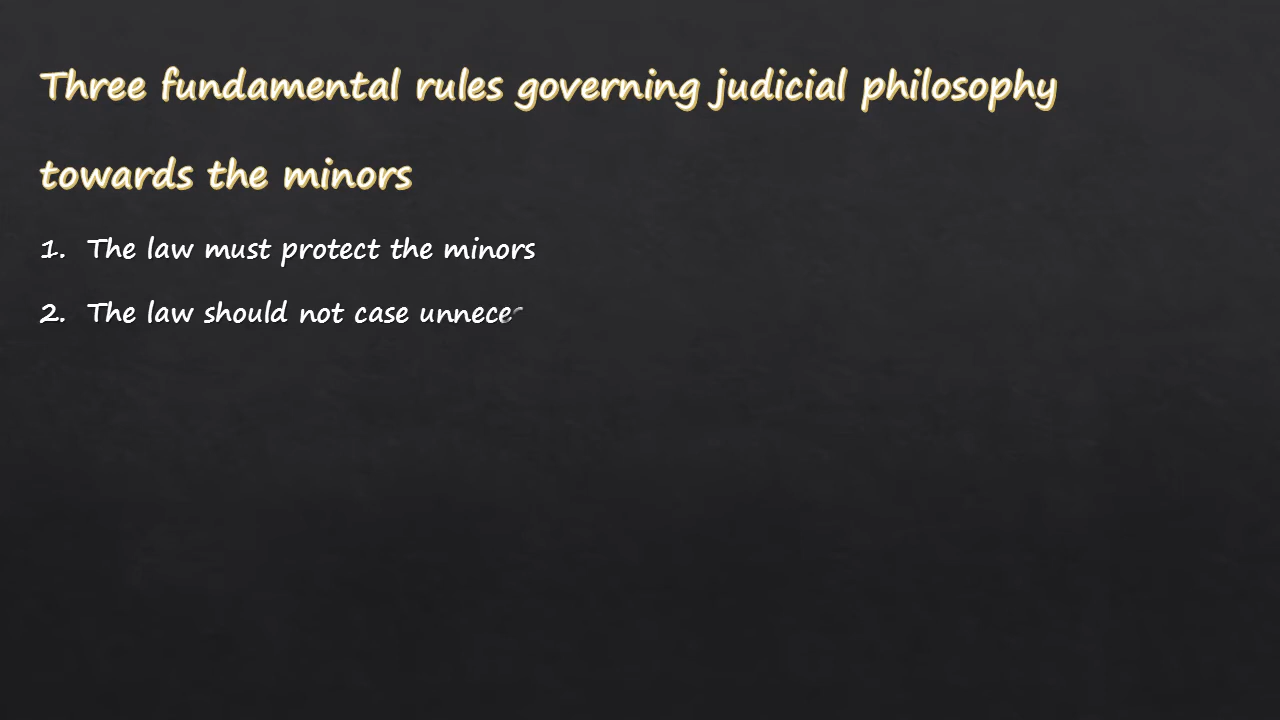 Three fundamental rules governing judicial philosophy
towards the minors
1. The law must protect the minors
2. The law should not case